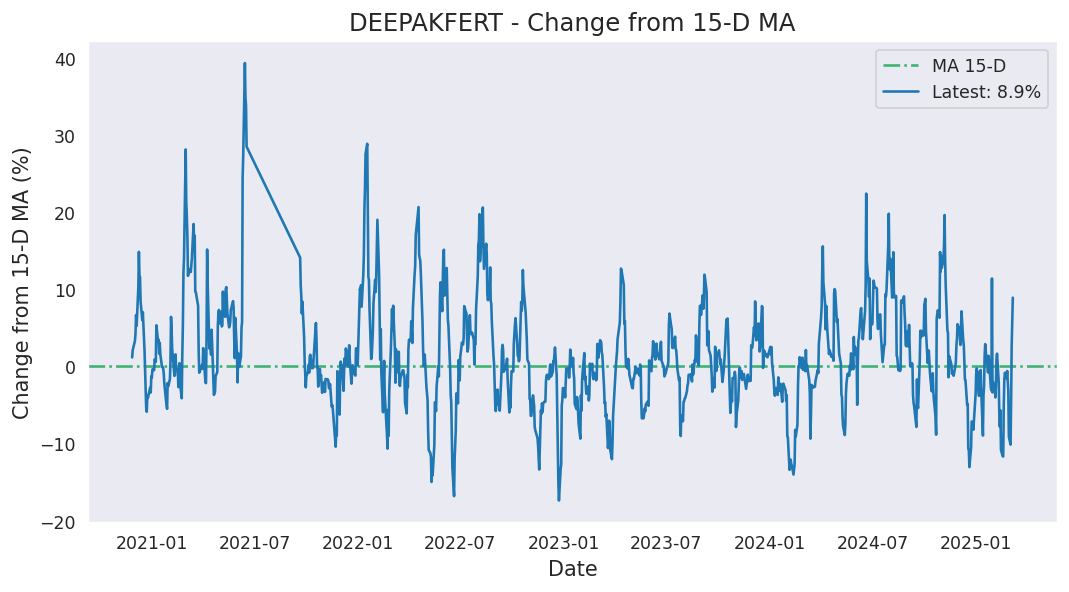 DEEPAKFERT - Change from 15-D MA
MA 15-D
Latest: 8.9%
Change from 15-D MA (%)
40
30
20
10
0
−10
−20
2021-01 2021-07 2022-01 2022-07 2023-01 2023-07 2024-01 2024-07 2025-01
Date